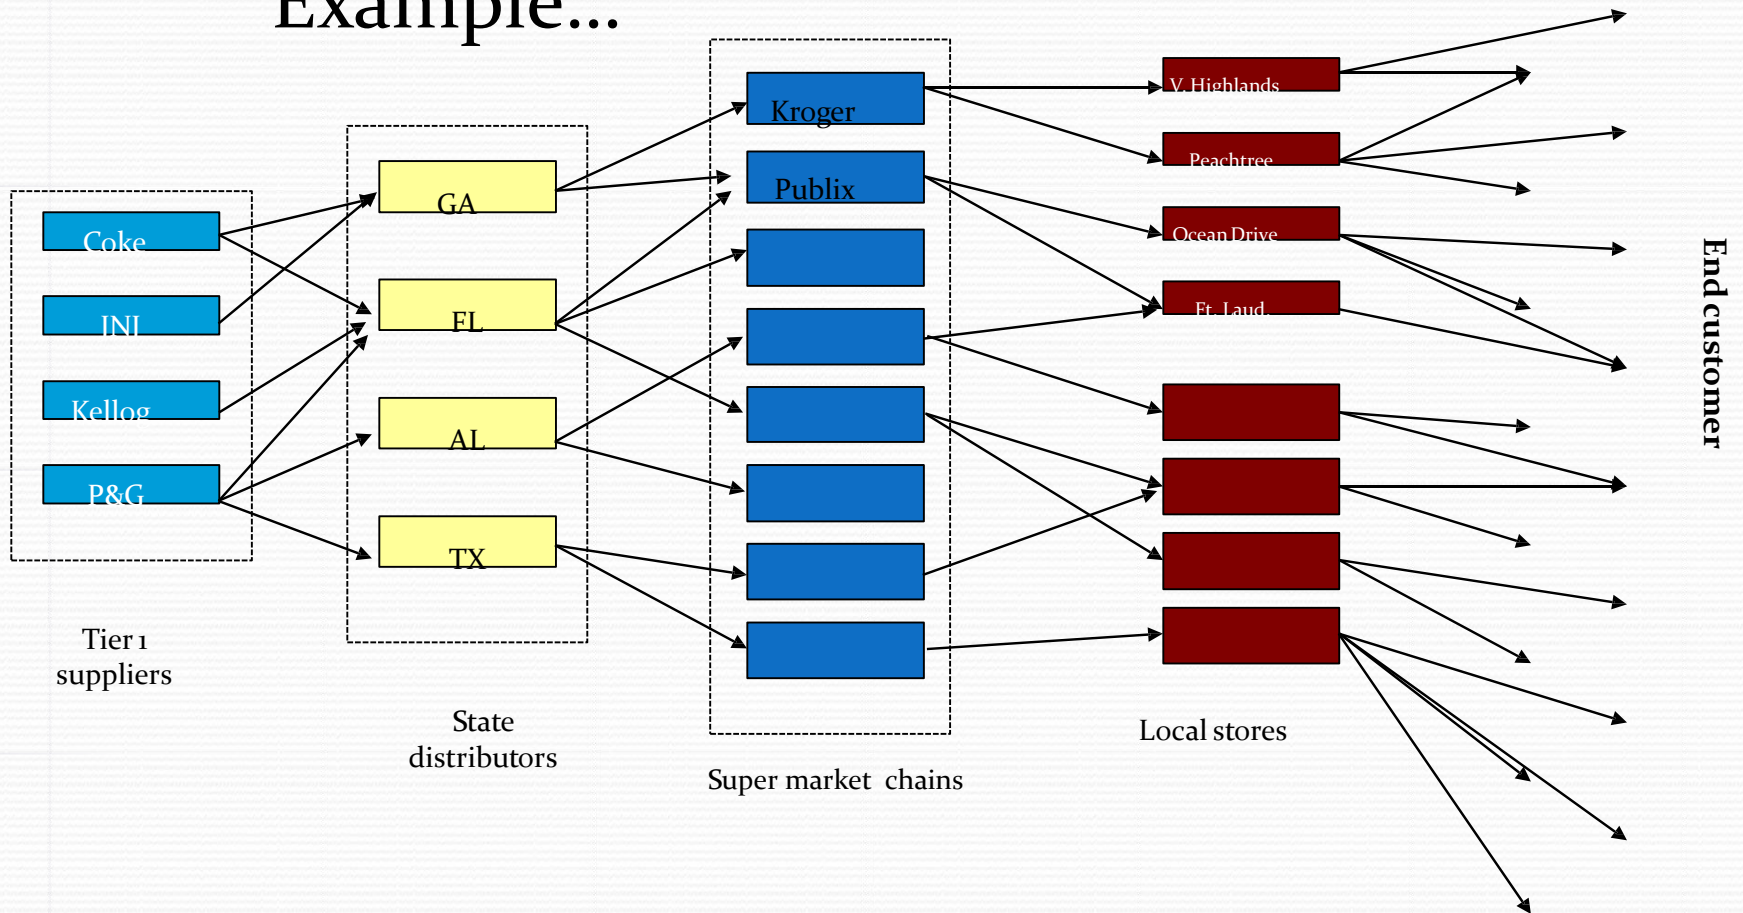 Example...
Coke
JNJ
Kellog
P&G
Tier 1
suppliers
GA
FL
AL
TX
State
distributors
Kroger
Publix
Super market chains
V. Highlands
Peachtree
Ocean Drive
Ft. Laud.
Local stores
End customer